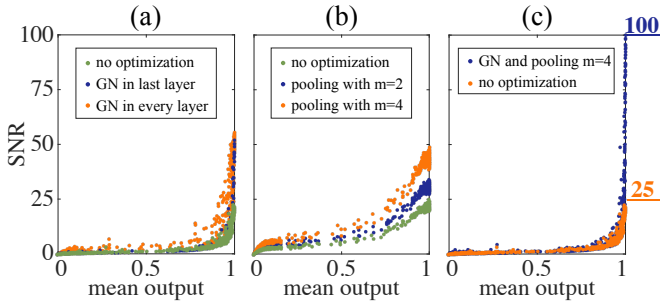 (a)
(b)
(c)
100
75
50
25
0
SNR
no optimization
GN in last layer
GN in every layer
no optimization
pooling with m=2
pooling with m=4
GN and pooling m=4
no optimization
100
25
0
0.5
1
0
0.5
1
0
0.5
1
mean output
mean output
mean output